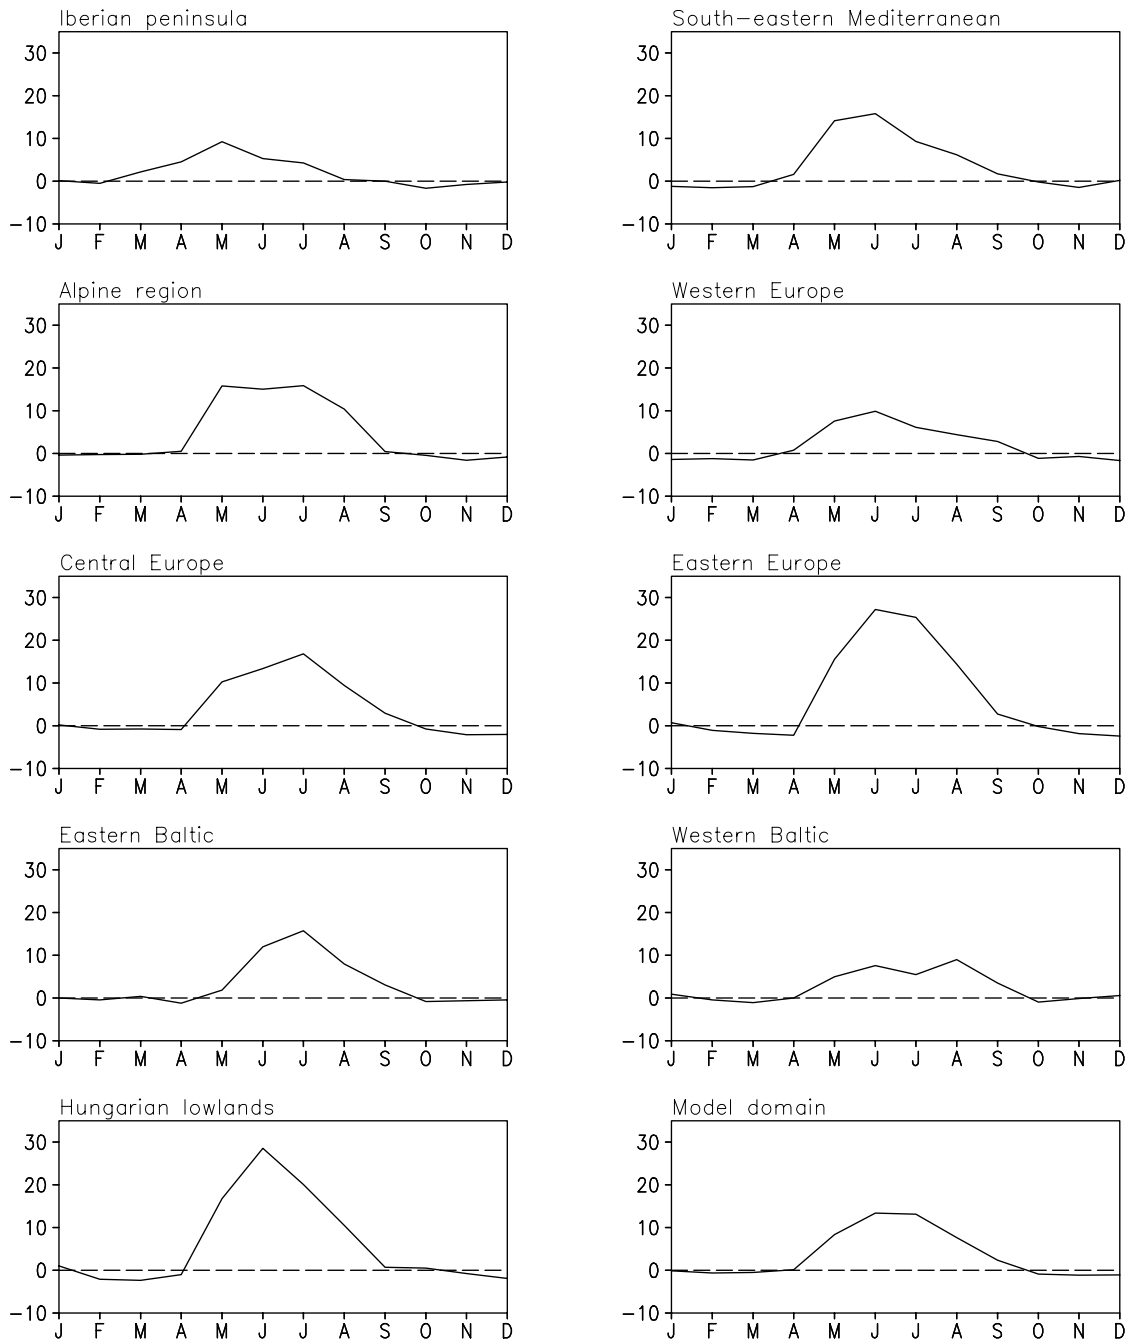 Iberian peninsula
30
20
10
0
−10
J F M A M J J A S O N D
South−eastern Mediterranean
30
20
10
0
−10
J F M A M J J A S O N D
Alpine region
30
20
10
0
−10
J F M A M J J A S O N D
Western Europe
30
20
10
0
−10
J F M A M J J A S O N D
Central Europe
30
20
10
0
−10
J F M A M J J A S O N D
Eastern Europe
30
20
10
0
−10
J F M A M J J A S O N D
Eastern Baltic
30
20
10
0
−10
J F M A M J J A S O N D
Western Baltic
30
20
10
0
−10
J F M A M J J A S O N D
Hungarian lowlands
30
20
10
0
−10
J F M A M J J A S O N D
Model domain
30
20
10
0
−10
J F M A M J J A S O N D